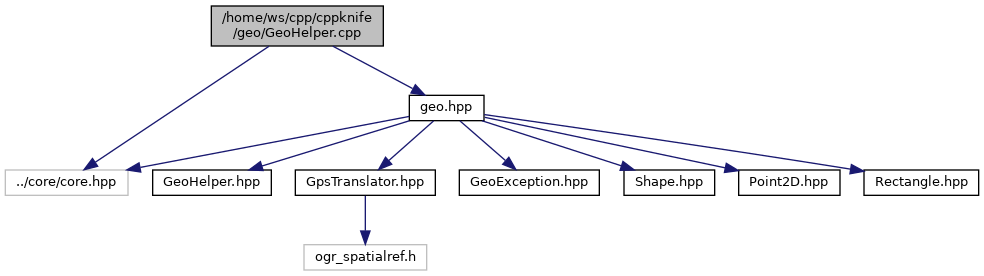 /home/ws/cpp/cppknife
/geo/GeoHelper.cpp
geo.hpp
../core/core.hpp
GeoHelper.hpp
GpsTranslator.hpp
GeoException.hpp
Shape.hpp
Point2D.hpp
Rectangle.hpp
ogr_spatialref.h